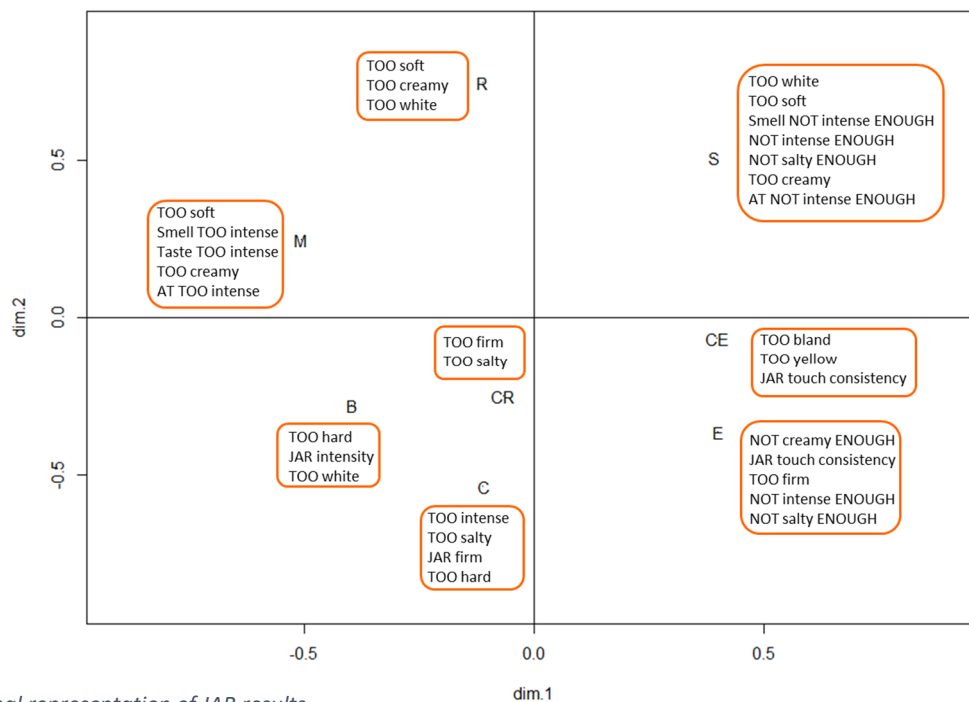 TOO soft
TOO creamy
TOO white
R
TOO white
TOO soft
Smell NOT intense ENOUGH
NOT intense ENOUGH
NOT salty ENOUGH
TOO creamy
AT NOT intense ENOUGH
S
TOO soft
Smell TOO intense
Taste TOO intense
TOO creamy
AT TOO intense
M
TOO firm
TOO salty
CR
CE
TOO bland
TOO yellow
JAR touch consistency
B
TOO hard
JAR intensity
TOO white
E
NOT creamy ENOUGH
JAR touch consistency
TOO firm
NOT intense ENOUGH
NOT salty ENOUGH
C
TOO intense
TOO salty
JAR firm
TOO hard
0.5
0.0
-0.5
dim.2
-0.5 0.0 0.5
dim.1
representation of JAR results